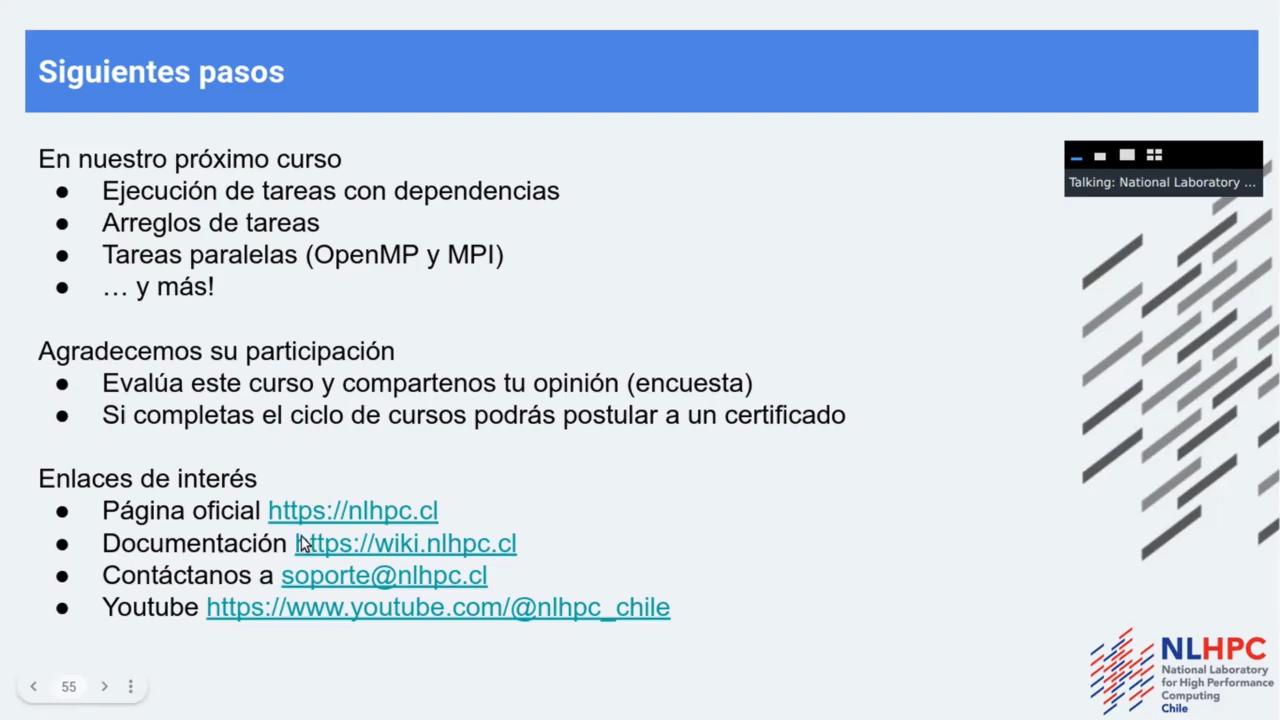 Siguientes pasos
En nuestro próximo curso
● Ejecución de tareas con dependencias
● Arreglos de tareas
● Tareas paralelas (OpenMP y MPI)
● … y más!
Talking: National Laboratory ...
Agradecemos su participación
● Evalúa este curso y compartenos tu opinión (encuesta)
● Si completas el ciclo de cursos podrás postular a un certificado
Enlaces de interés
● Página oficial https://nlhpc.cl
● Documentación https://wiki.nlhpc.cl
● Contáctanos a soporte@nlhpc.cl
● Youtube https://www.youtube.com/@nlhpc_chile
55
NLHPC
National Laboratory
for High Performance
Computing
Chile